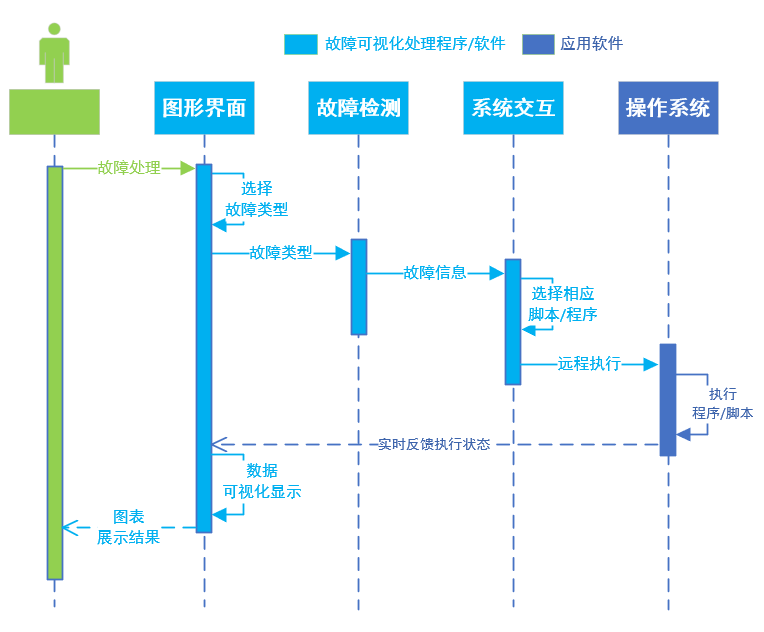 故障可视化处理程序/软件
应用软件
图形界面
故障检测
系统交互
操作系统
故障处理
选择
故障类型
故障类型
故障信息
选择相应
脚本/程序
远程执行
执行
程序/脚本
实时反馈执行状态
数据
可视化显示
图表
展示结果